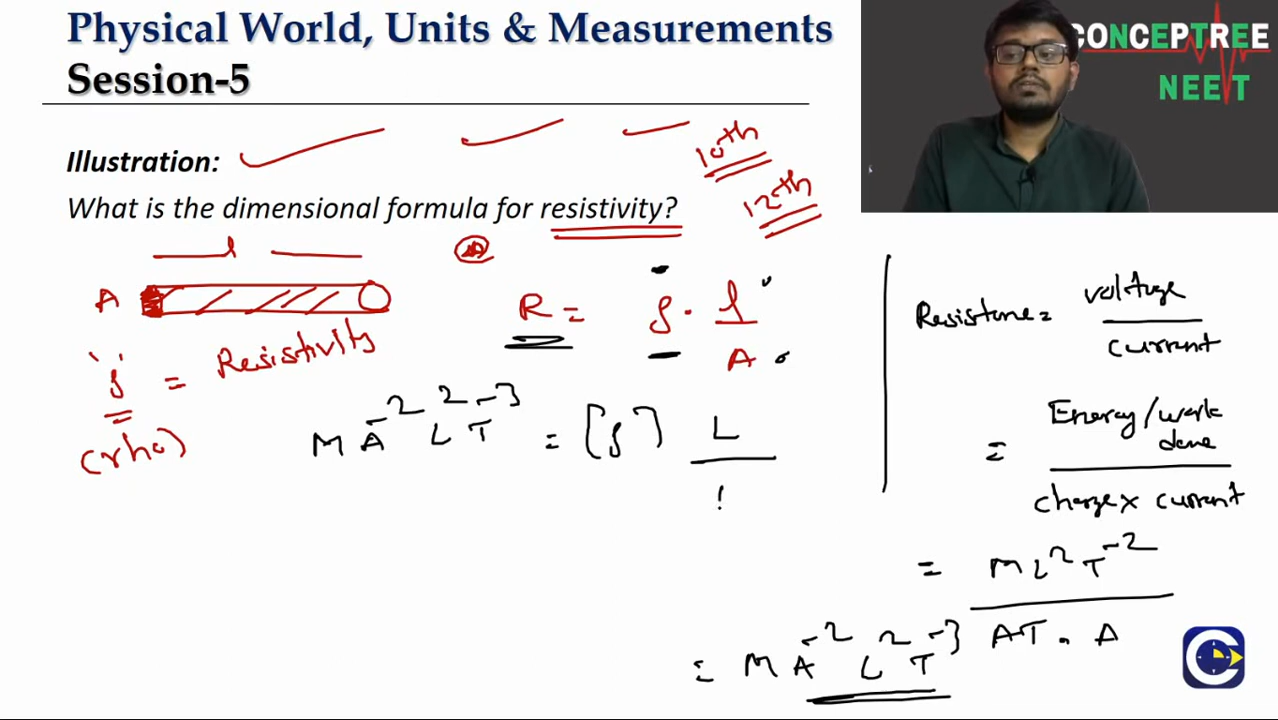 Physical World, Units & Measurements
Session-5
CONCEPTREE
NEET
Illustration:
10th
12th
What is the dimensional formula for resistivity?
l
A
R = ρ · l / A
'ρ' = Resistivity
(rho)
M A⁻² L² T⁻³ = [ρ] L
Resistance = voltage / current
= Energy/work done / charge x current
= M L² T⁻² / AT . A
= M A⁻² L² T⁻³